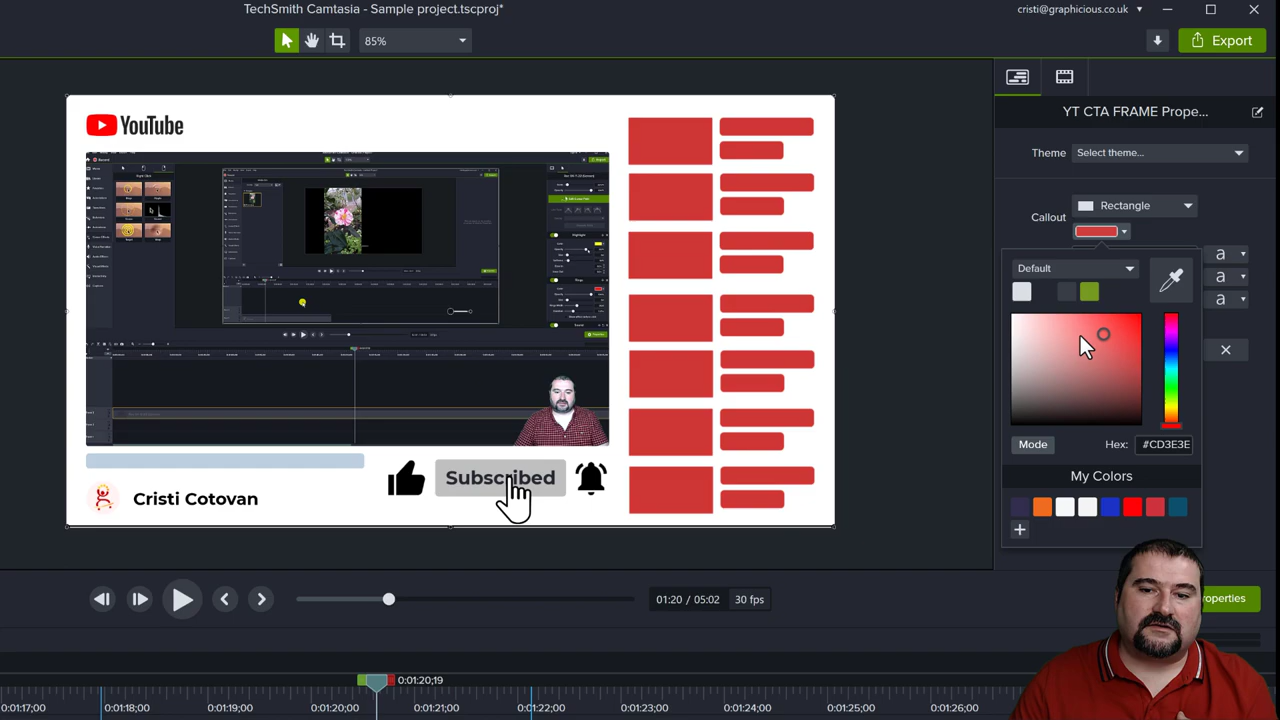 TechSmith Camtasia - Sample project.tscproj*
cristi@graphicious.co.uk
85%
Export
YouTube
YT CTA FRAME Prope...
Theme Select theme...
Callout Rectangle
Default
a
a
a
Mode Hex: #CD3E3E
My Colors
Subscribed
Cristi Cotovan
01:20 / 05:02 30 fps
roperties
0:01:20;19
0:01:17;00 0:01:18;00 0:01:19;00 0:01:20;00 0:01:21;00 0:01:22;00 0:01:23;00 0:01:24;00 0:01:25;00 0:01:26;00